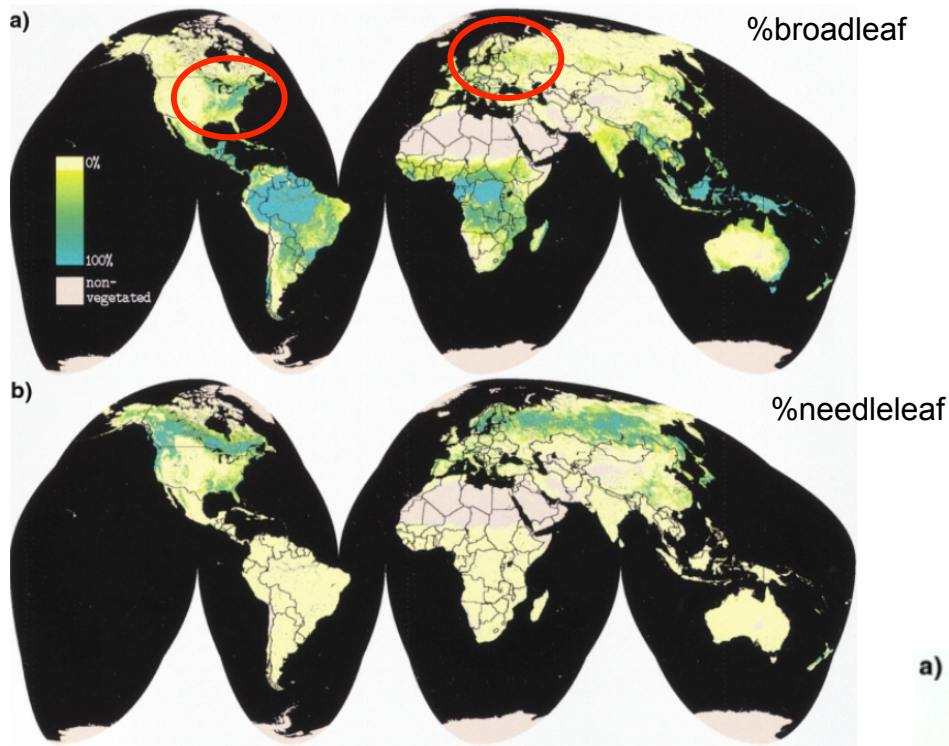 a)
%broadleaf
0%
100%
non-
vegetated
b)
%needleleaf
a)